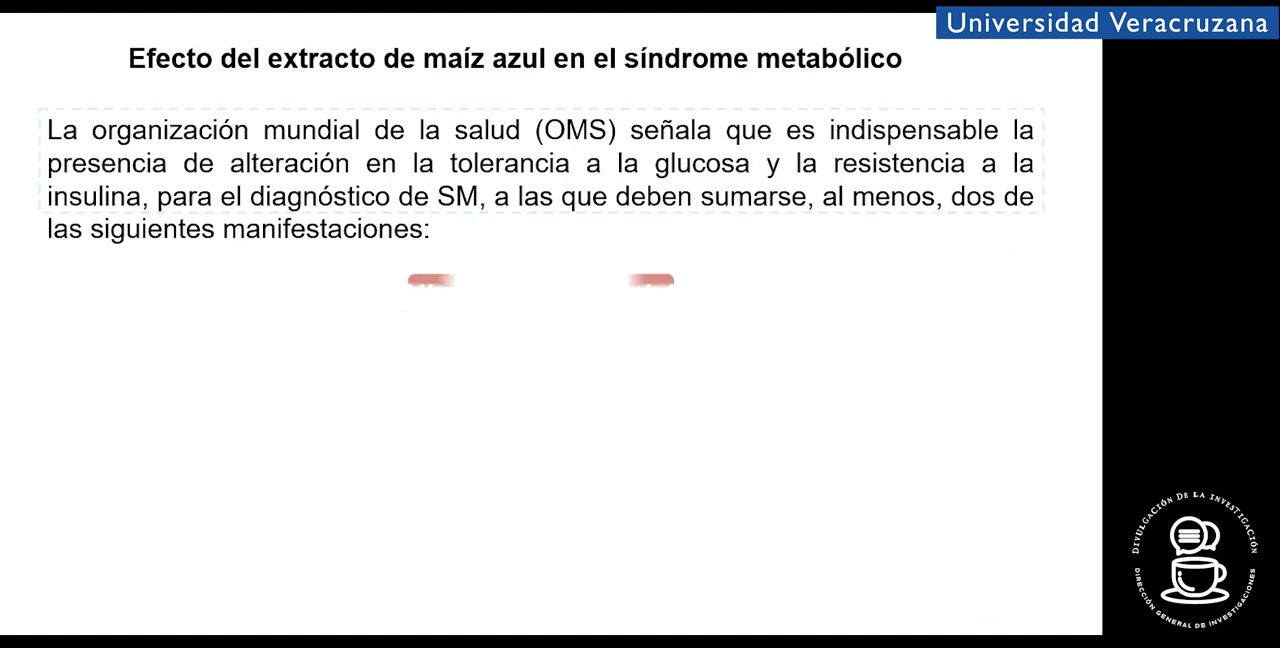 Universidad Veracruzana
Efecto del extracto de maíz azul en el síndrome metabólico
La organización mundial de la salud (OMS) señala que es indispensable la
presencia de alteración en la tolerancia a la glucosa y la resistencia a la
insulina, para el diagnóstico de SM, a las que deben sumarse, al menos, dos de
las siguientes manifestaciones:
DIVULGACIÓN DE LA INVESTIGACIÓN
DIRECCIÓN GENERAL DE INVESTIGACIONES